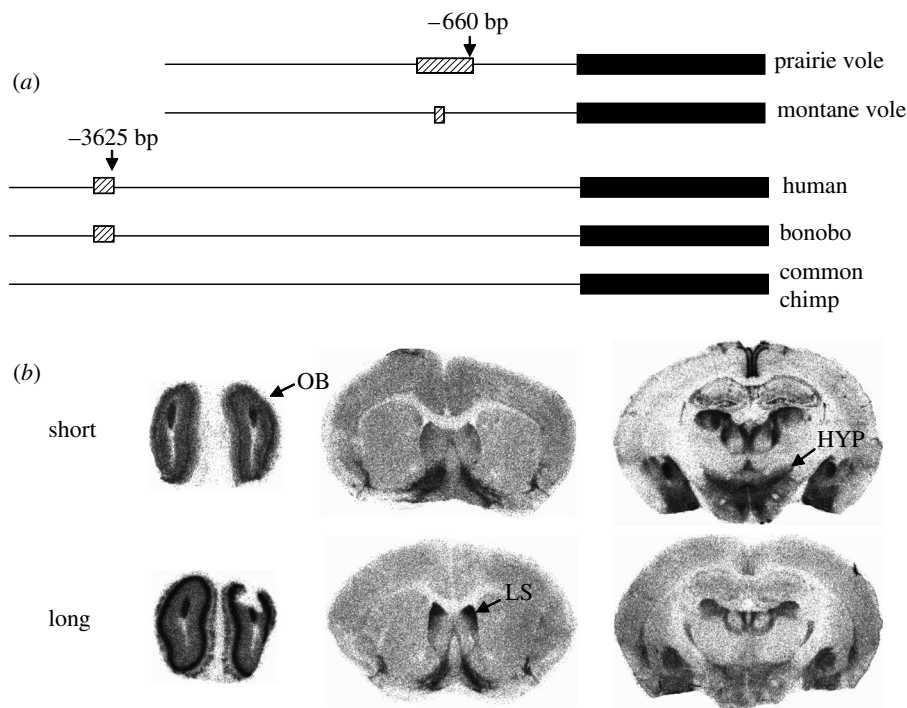 −660 bp
(a)
prairie vole
montane vole
−3625 bp
human
bonobo
common
chimp
(b)
OB
short
HYP
LS
long